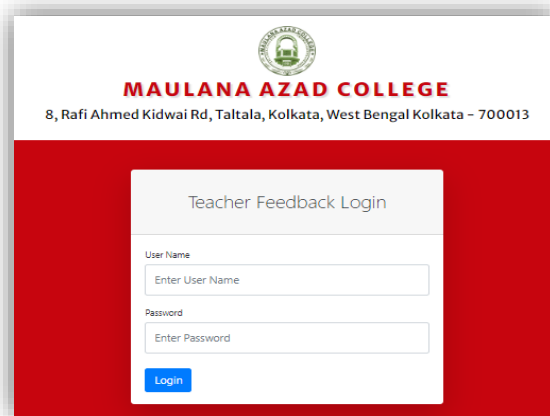 MAULANA AZAD COLLEGE
8, Rafi Ahmed Kidwai Rd, Taltala, Kolkata, West Bengal Kolkata - 700013
Teacher Feedback Login
User Name
Enter User Name
Password
Enter Password
Login